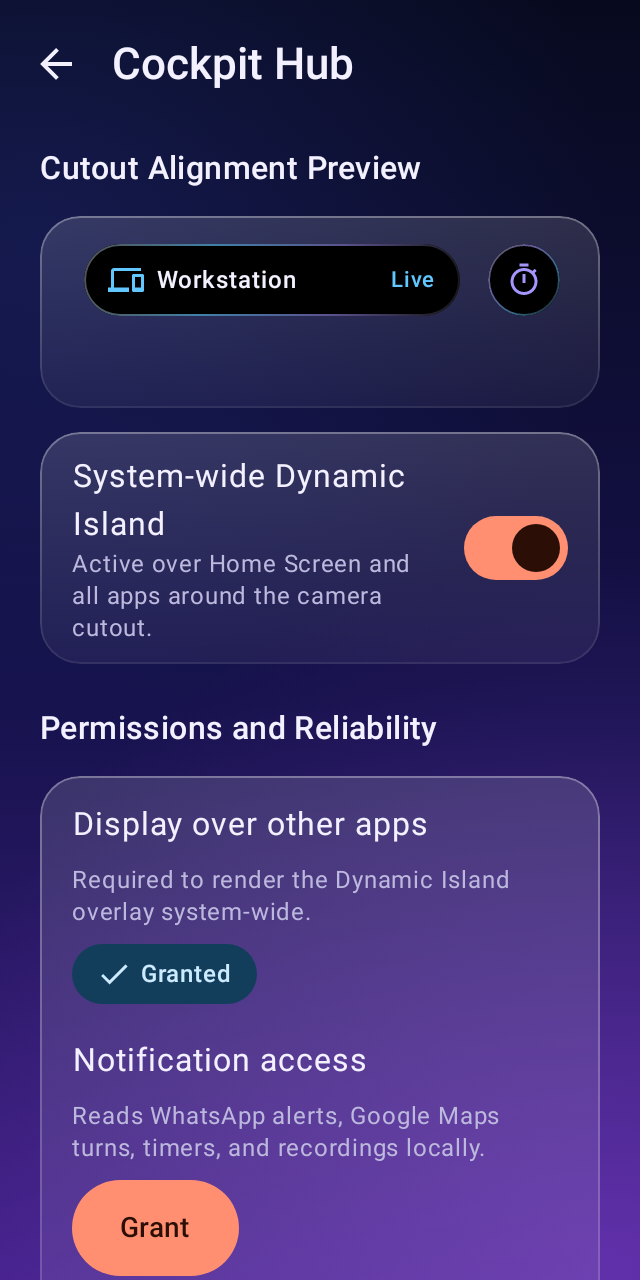 Cockpit Hub
Cutout Alignment Preview
Workstation Live
System-wide Dynamic
Island
Active over Home Screen and
all apps around the camera
cutout.
Permissions and Reliability
Display over other apps
Required to render the Dynamic Island
overlay system-wide.
Granted
Notification access
Reads WhatsApp alerts, Google Maps
turns, timers, and recordings locally.
Grant